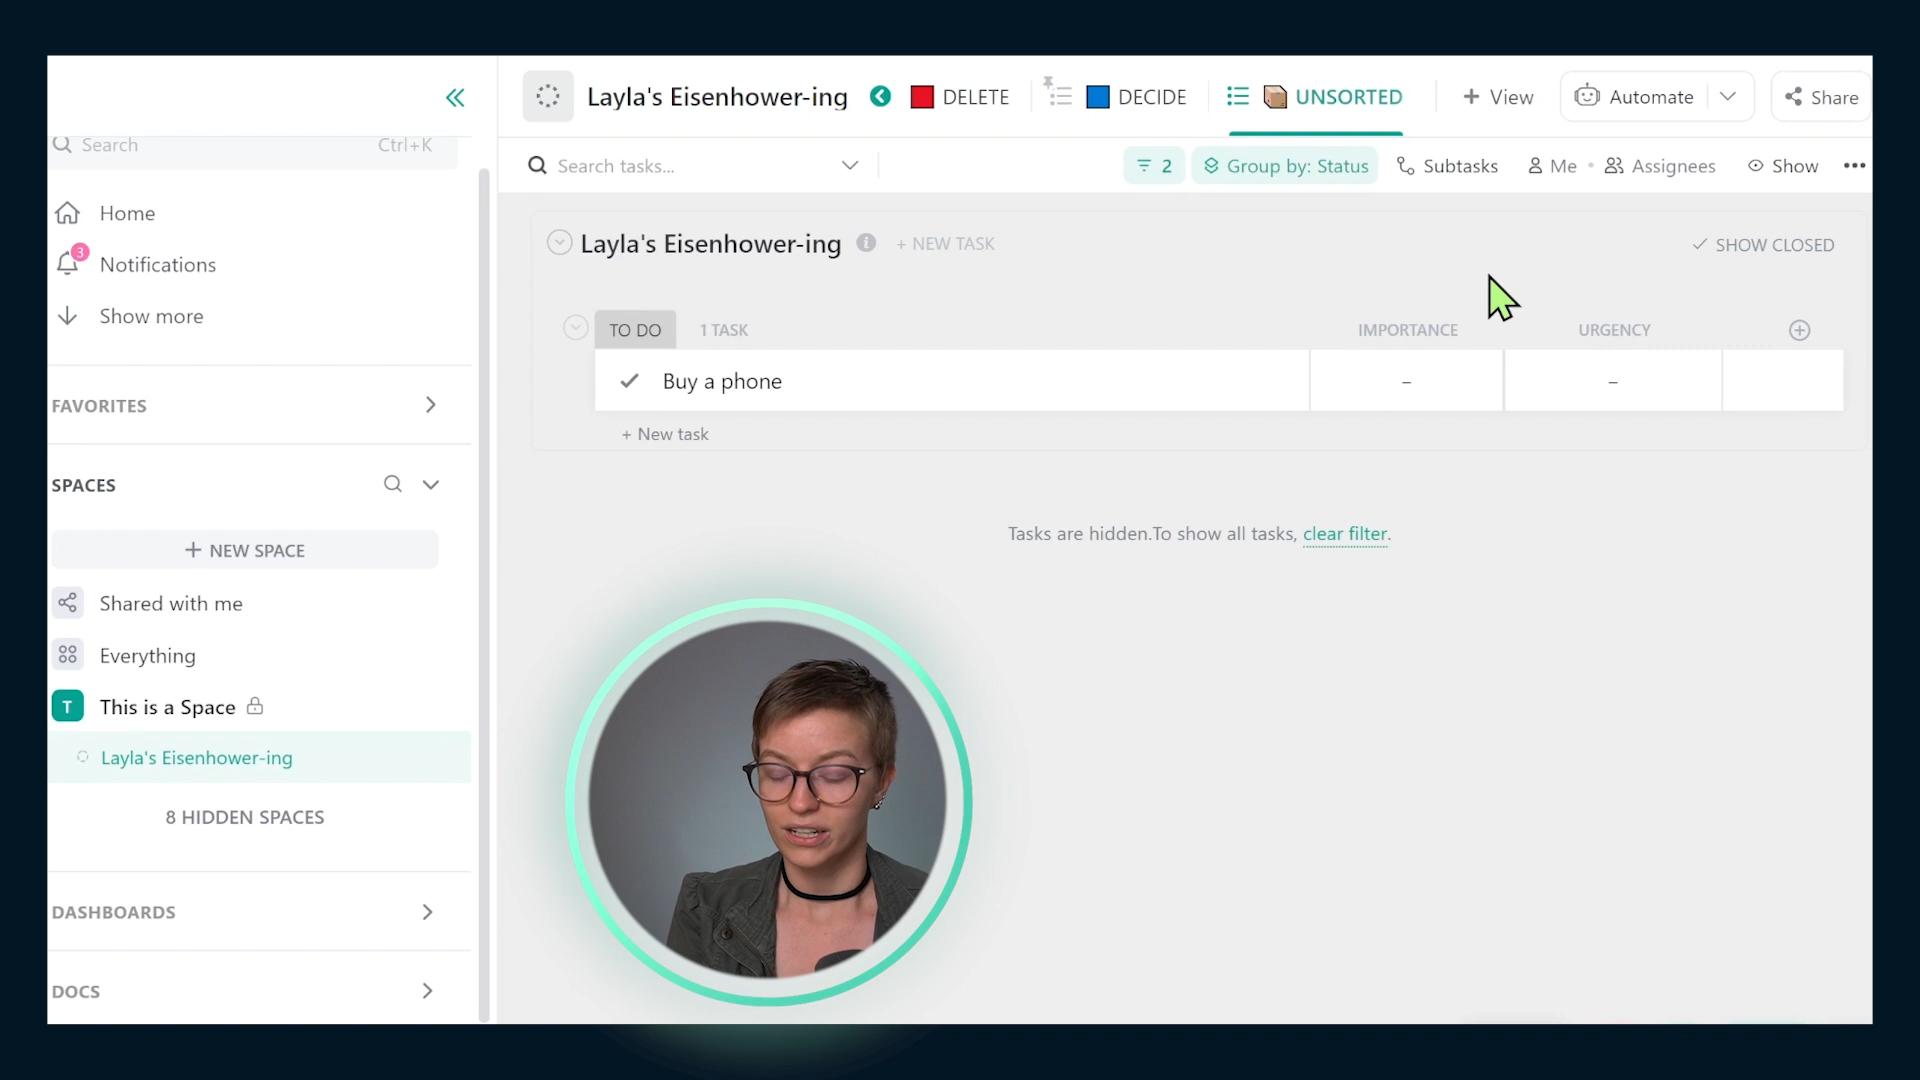 Layla's Eisenhower-ing
DELETE
DECIDE
UNSORTED
+ View
Automate
Share
Search
Ctrl+K
Search tasks...
2
Group by: Status
Subtasks
Me
Assignees
Show
Home
3
Notifications
Show more
Layla's Eisenhower-ing
+ NEW TASK
SHOW CLOSED
TO DO
1 TASK
IMPORTANCE
URGENCY
Buy a phone
–
–
+ New task
FAVORITES
SPACES
+ NEW SPACE
Tasks are hidden.To show all tasks, clear filter.
Shared with me
Everything
T
This is a Space
Layla's Eisenhower-ing
8 HIDDEN SPACES
DASHBOARDS
DOCS